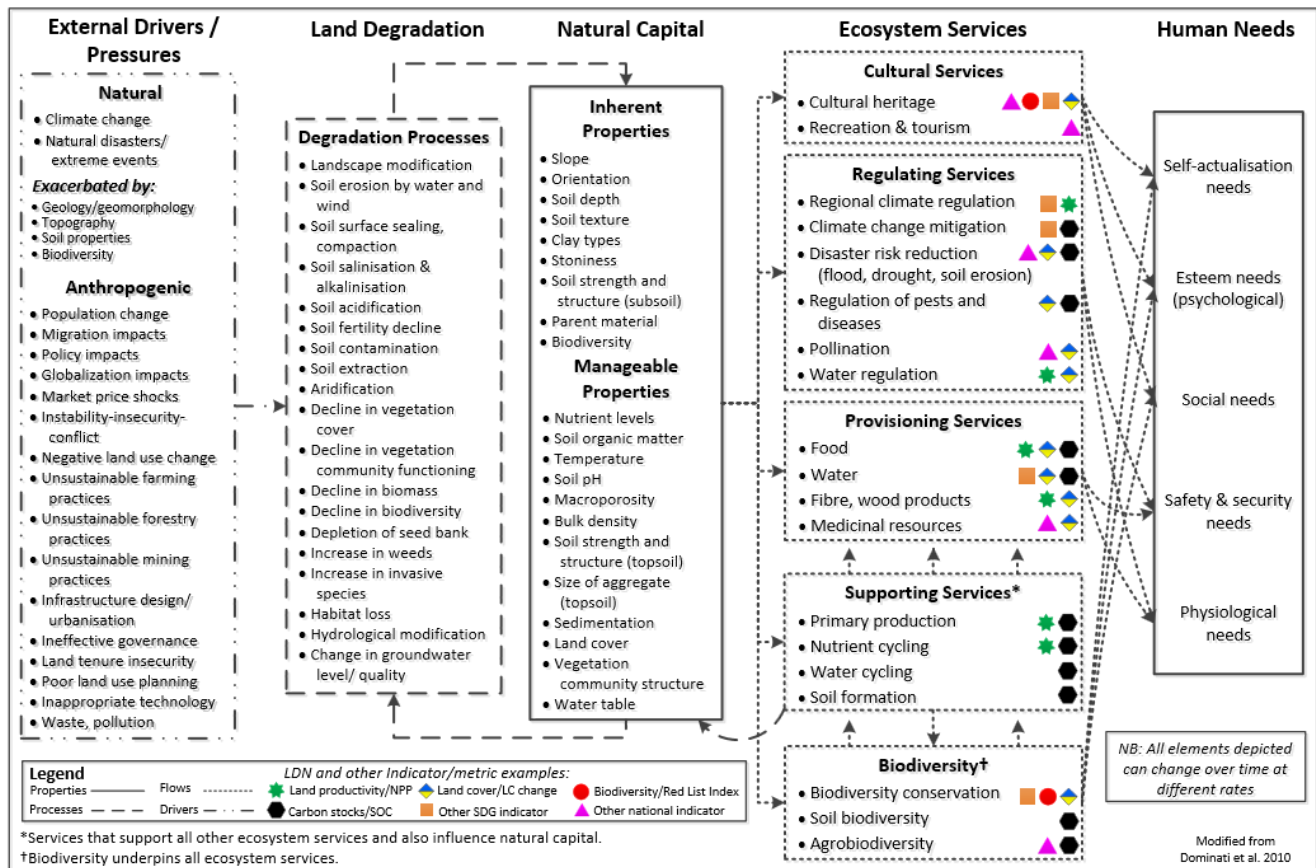 External Drivers /
Pressures
Natural
• Climate change
• Natural disasters/
extreme events
Exacerbated by:
• Geology/geomorphology
• Topography
• Soil properties
• Biodiversity
Anthropogenic
• Population change
• Migration impacts
• Policy impacts
• Globalization impacts
• Market price shocks
• Instability-insecurity-
conflict
• Negative land use change
• Unsustainable farming
practices
• Unsustainable forestry
practices
• Unsustainable mining
practices
• Infrastructure design/
urbanisation
• Ineffective governance
• Land tenure insecurity
• Poor land use planning
• Inappropriate technology
• Waste, pollution
Land Degradation
Degradation Processes
• Landscape modification
• Soil erosion by water and
wind
• Soil surface sealing,
compaction
• Soil salinisation &
alkalinisation
• Soil acidification
• Soil fertility decline
• Soil contamination
• Soil extraction
• Aridification
• Decline in vegetation
cover
• Decline in vegetation
community functioning
• Decline in biomass
• Decline in biodiversity
• Depletion of seed bank
• Increase in weeds
• Increase in invasive
species
• Habitat loss
• Hydrological modification
• Change in groundwater
level/ quality
Natural Capital
Inherent
Properties
• Slope
• Orientation
• Soil depth
• Soil texture
• Clay types
• Stoniness
• Soil strength and
structure (subsoil)
• Parent material
• Biodiversity
Manageable
Properties
• Nutrient levels
• Soil organic matter
• Temperature
• Soil pH
• Macroporosity
• Bulk density
• Soil strength and
structure (topsoil)
• Size of aggregate
(topsoil)
• Sedimentation
• Land cover
• Vegetation
community structure
• Water table
Ecosystem Services
Cultural Services
• Cultural heritage
• Recreation & tourism
Regulating Services
• Regional climate regulation
• Climate change mitigation
• Disaster risk reduction
(flood, drought, soil erosion)
• Regulation of pests and
diseases
• Pollination
• Water regulation
Provisioning Services
• Food
• Water
• Fibre, wood products
• Medicinal resources
Supporting Services*
• Primary production
• Nutrient cycling
• Water cycling
• Soil formation
Biodiversity†
• Biodiversity conservation
• Soil biodiversity
• Agrobiodiversity
Human Needs
Self-actualisation
needs
Esteem needs
(psychological)
Social needs
Safety & security
needs
Physiological
needs
NB: All elements depicted
can change over time at
different rates
Legend
Properties
Flows
Processes
Drivers
LDN and other Indicator/metric examples:
Land productivity/NPP
Land cover/LC change
Biodiversity/Red List Index
Carbon stocks/SOC
Other SDG indicator
Other national indicator
*Services that support all other ecosystem services and also influence natural capital.
†Biodiversity underpins all ecosystem services.
Modified from
Dominati et al. 2010